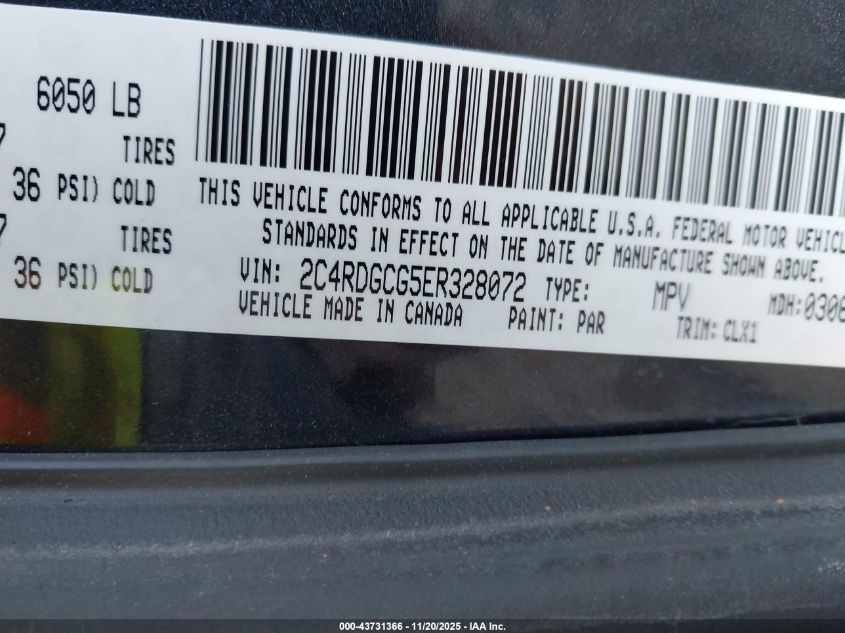 6050 LB
7 TIRES
36 PSI) COLD
7 TIRES
36 PSI) COLD
THIS VEHICLE CONFORMS TO ALL APPLICABLE U.S.A. FEDERAL MOTOR VEHICL
STANDARDS IN EFFECT ON THE DATE OF MANUFACTURE SHOWN ABOVE.
VIN: 2C4RDGCG5ER328072 TYPE: MPV MDH: 0306
VEHICLE MADE IN CANADA PAINT: PAR TRIM: CLX1
000-43731366 - 11/20/2025 - IAA Inc.